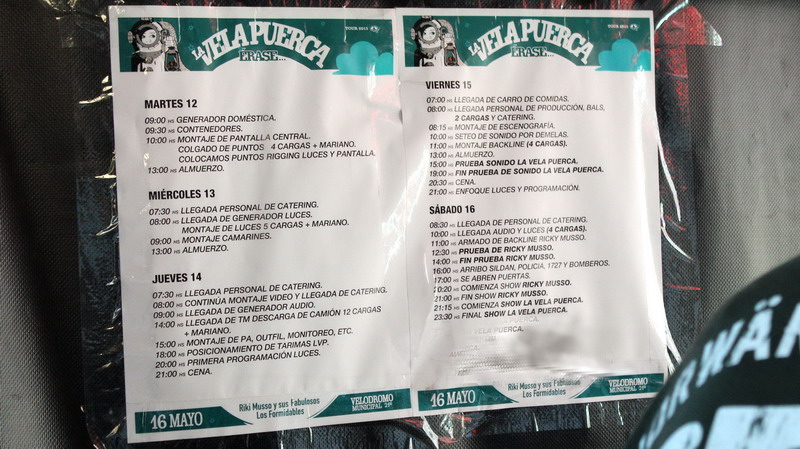 LA VELA PUERCA
ÉRASE...
MARTES 12
09:00 HS GENERADOR DOMÉSTICA.
09:30 HS CONTENEDORES.
10:00 HS MONTAJE DE PANTALLA CENTRAL.
COLGADO DE PUNTOS 4 CARGAS + MARIANO.
COLOCAMOS PUNTOS RIGGING LUCES Y PANTALLA.
13:00 HS ALMUERZO.
MIÉRCOLES 13
07:30 HS LLEGADA PERSONAL DE CATERING.
08:00 HS LLEGADA DE GENERADOR LUCES.
MONTAJE DE LUCES 5 CARGAS + MARIANO.
09:00 HS MONTAJE CAMARINES.
13:00 HS ALMUERZO.
JUEVES 14
07:30 HS LLEGADA PERSONAL DE CATERING.
08:00 HS CONTINÚA MONTAJE VIDEO Y LLEGADA DE CATERING.
09:00 HS LLEGADA DE GENERADOR AUDIO.
14:00 HS LLEGADA DE TM DESCARGA DE CAMIÓN 12 CARGAS
+ MARIANO.
15:00 HS MONTAJE DE PA, OUTFIL, MONITOREO, ETC.
18:00 HS POSICIONAMIENTO DE TARIMAS LVP.
20:00 HS PRIMERA PROGRAMACIÓN LUCES.
21:00 HS CENA.
16 MAYO
Riki Musso y sus Fabulosos
Los Formidables
VELODROMO
MUNICIPAL 21H
LA VELA PUERCA
ÉRASE...
VIERNES 15
07:00 HS LLEGADA DE CARRO DE COMIDAS.
08:00 HS LLEGADA PERSONAL DE PRODUCCIÓN, BALS,
2 CARGAS Y CATERING.
08:15 HS MONTAJE DE ESCENOGRAFÍA.
10:00 HS SETEO DE SONIDO POR DEMELAS.
11:00 HS MONTAJE BACKLINE (4 CARGAS).
13:00 HS ALMUERZO.
15:00 HS PRUEBA SONIDO LA VELA PUERCA.
19:00 HS FIN PRUEBA DE SONIDO LA VELA PUERCA.
20:30 HS CENA.
21:00 HS ENFOQUE LUCES Y PROGRAMACIÓN.
SÁBADO 16
08:30 HS LLEGADA DE PERSONAL DE CATERING.
10:00 HS LLEGADA AUDIO Y LUCES (4 CARGAS).
11:00 HS ARMADO DE BACKLINE RICKY MUSSO.
12:30 HS PRUEBA DE RICKY MUSSO.
14:00 HS FIN PRUEBA RICKY MUSSO.
16:00 HS ARRIBO SILDAN, POLICIA, 1727 Y BOMBEROS.
17:00 HS SE ABREN PUERTAS.
20:20 HS COMIENZA SHOW RICKY MUSSO.
21:00 HS FIN SHOW RICKY MUSSO.
21:15 HS COMIENZA SHOW LA VELA PUERCA.
23:30 HS FINAL SHOW LA VELA PUERCA.
VELA PUERCA.
16 MAYO
Riki Musso y sus Fabulosos
Los Formidables
VELODROMO
MUNICIPAL 21H